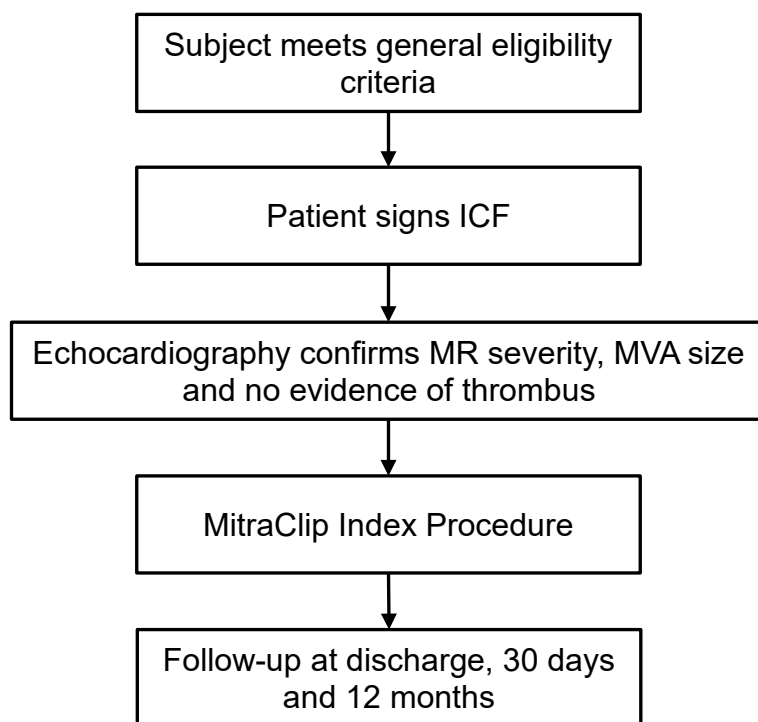 Subject meets general eligibility
criteria
Patient signs ICF
Echocardiography confirms MR severity, MVA size
and no evidence of thrombus
MitraClip Index Procedure
Follow-up at discharge, 30 days
and 12 months